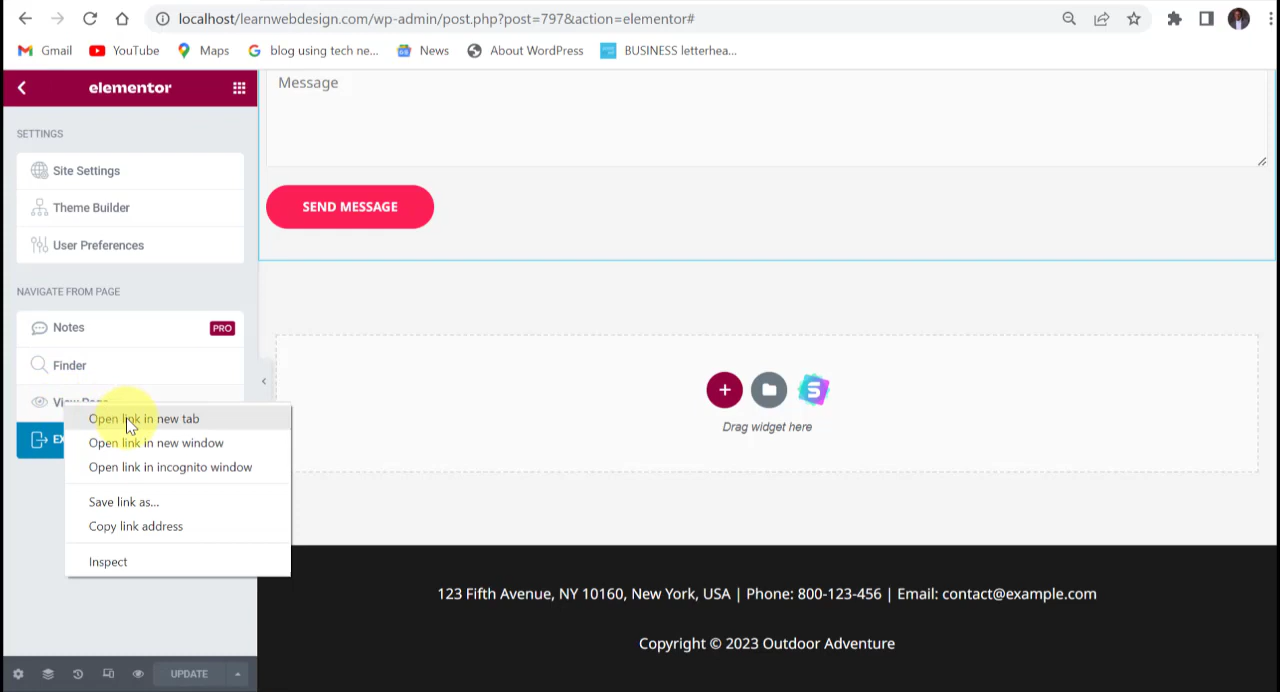 localhost/learnwebdesign.com/wp-admin/post.php?post=797&action=elementor#
Gmail YouTube Maps blog using tech ne... News About WordPress BUSINESS letterhea...
elementor
SETTINGS
Site Settings
Theme Builder
User Preferences
NAVIGATE FROM PAGE
Notes PRO
Finder
View Page
EX
Open link in new tab
Open link in new window
Open link in incognito window
Save link as...
Copy link address
Inspect
UPDATE
Message
SEND MESSAGE
Drag widget here
123 Fifth Avenue, NY 10160, New York, USA | Phone: 800-123-456 | Email: contact@example.com
Copyright © 2023 Outdoor Adventure